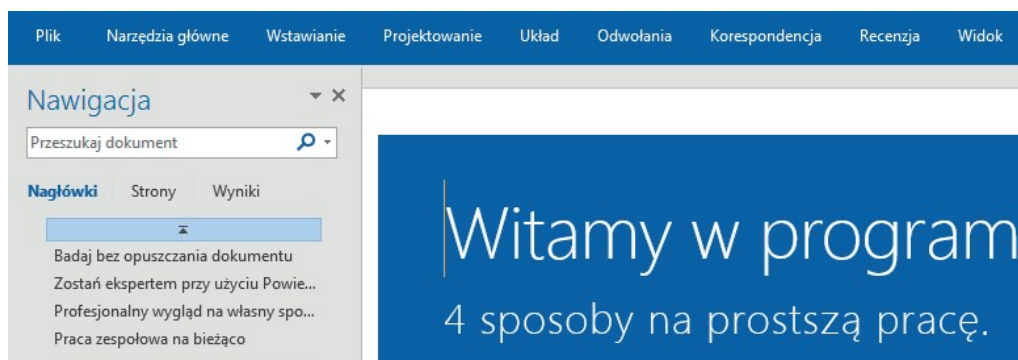 Plik Narzędzia główne Wstawianie Projektowanie Układ Odwołania Korespondencja Recenzja Widok
Nawigacja
Przeszukaj dokument
Nagłówki Strony Wyniki
Badaj bez opuszczania dokumentu
Zostań ekspertem przy użyciu Powie...
Profesjonalny wygląd na własny spo...
Praca zespołowa na bieżąco
Witamy w program
4 sposoby na prostszą pracę.